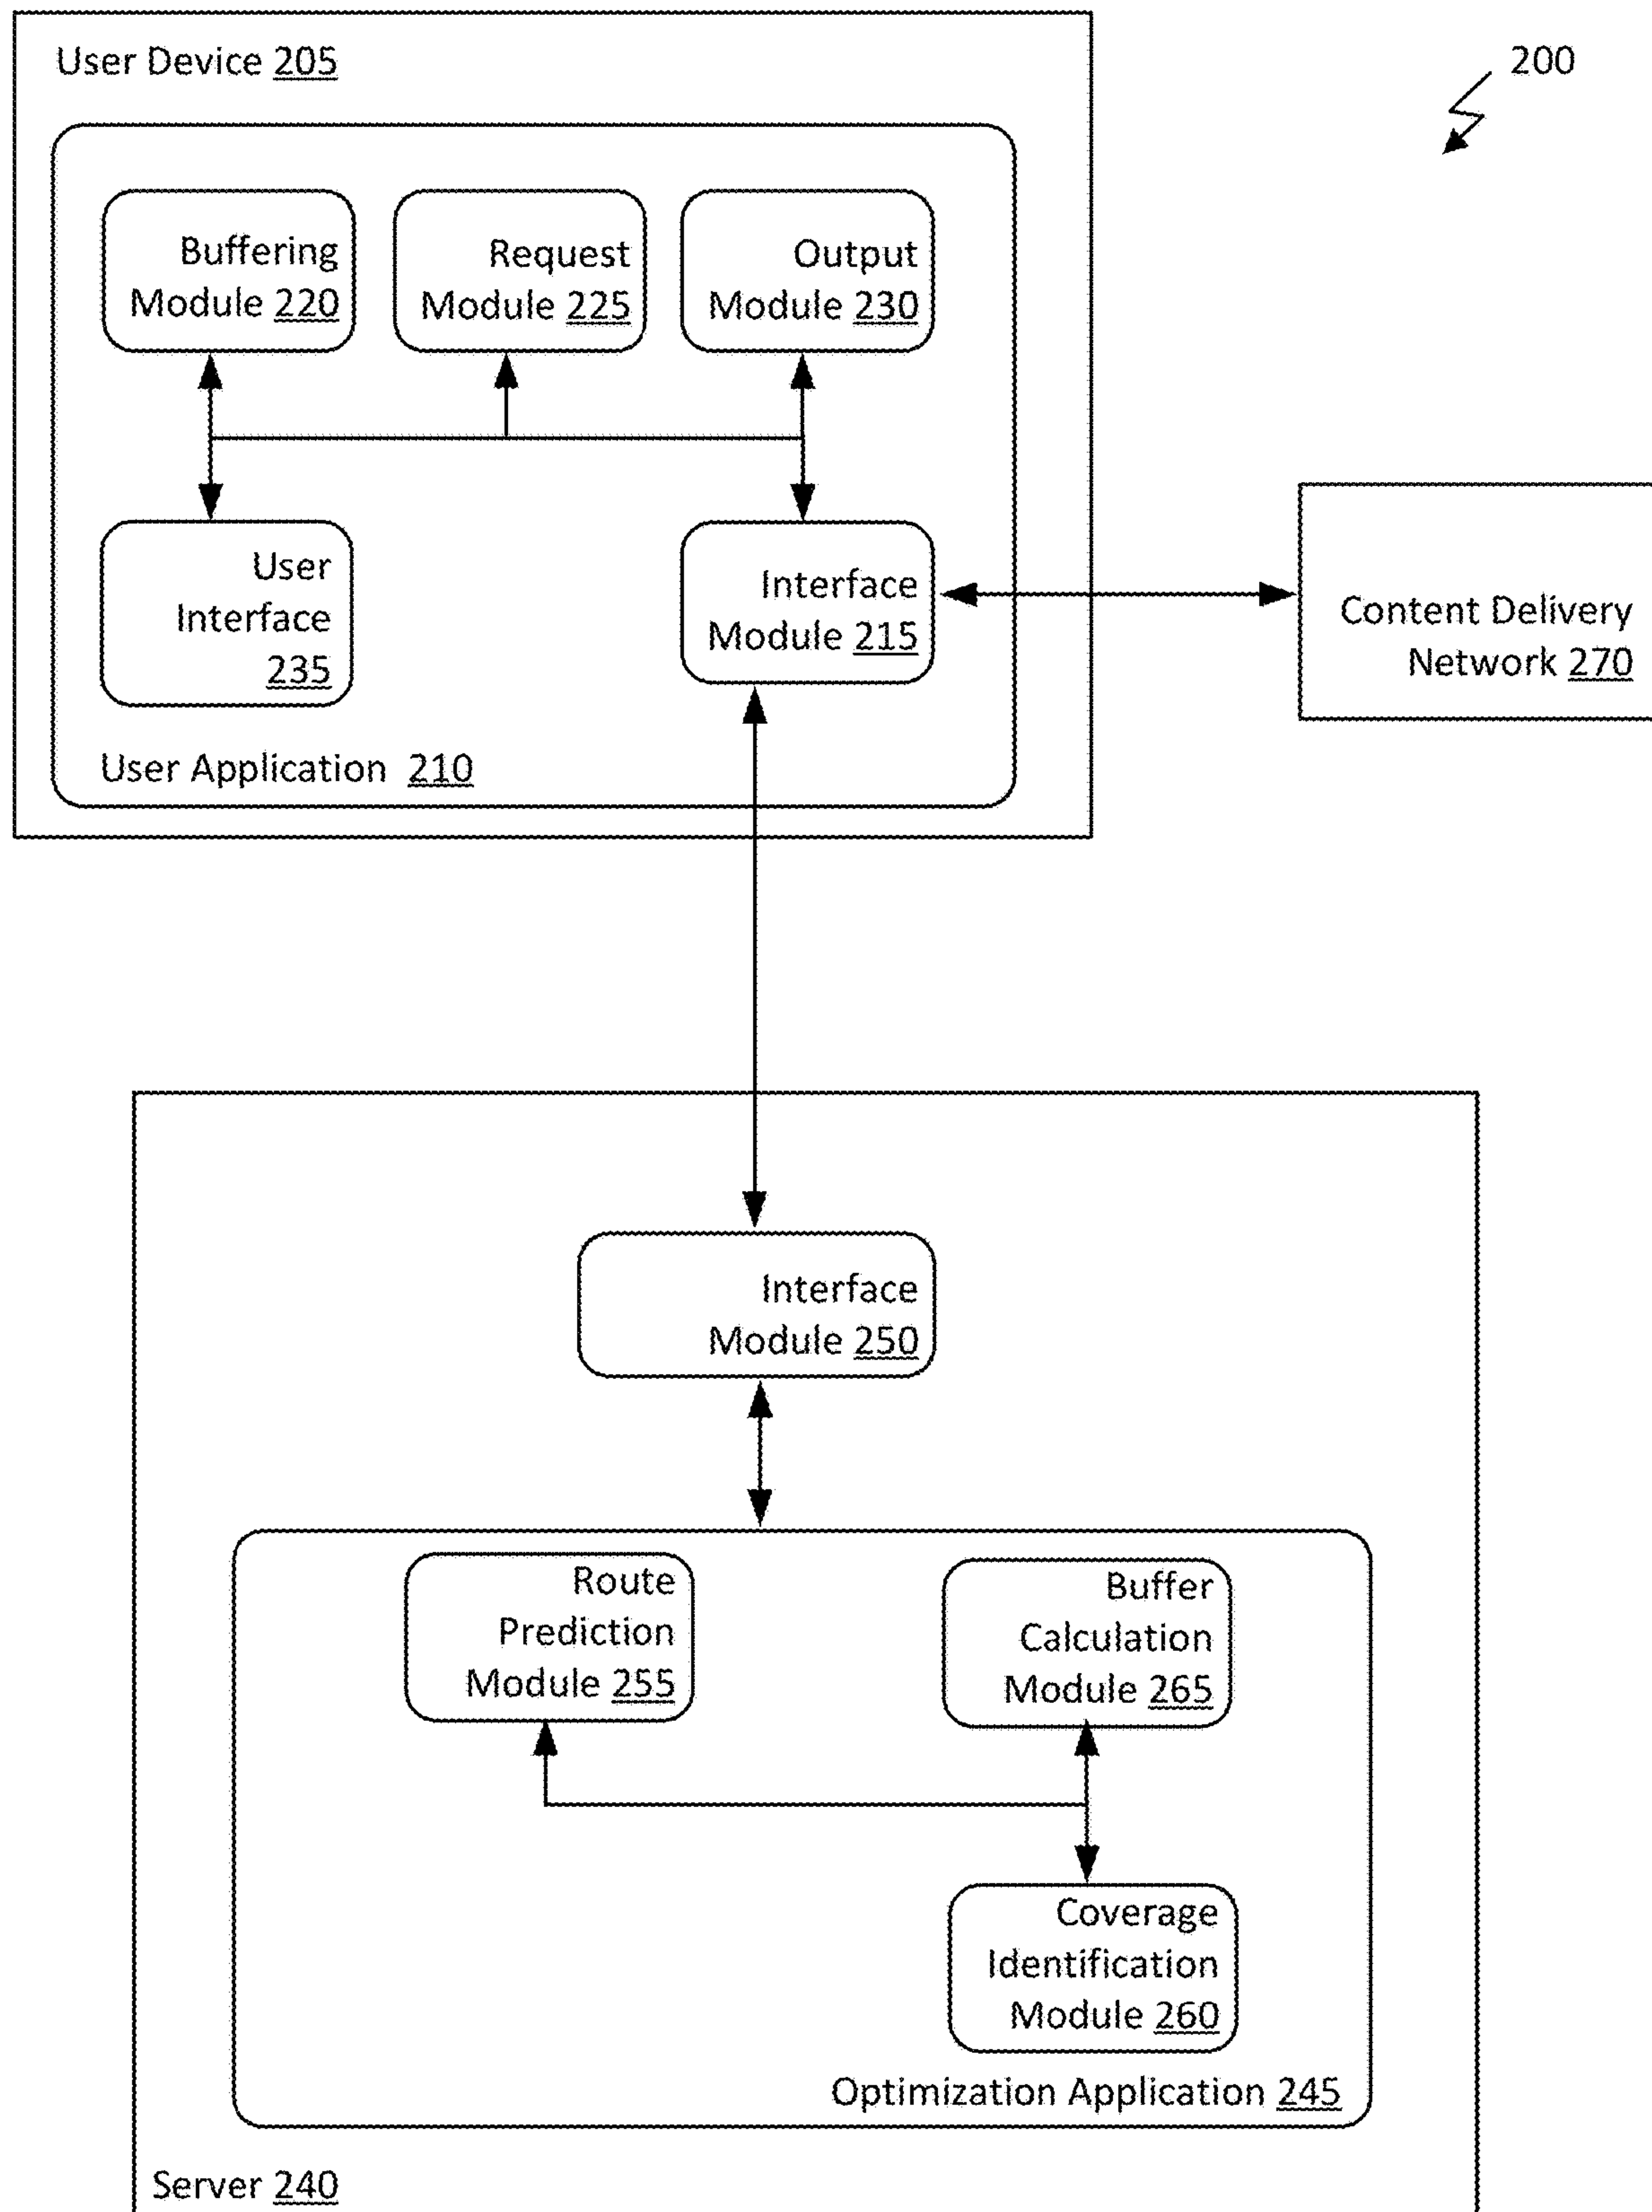 User Device 205
200
Buffering
Module 220
Request
Module 225
Output
Module 230
User
Interface
235
Interface
Module 215
Content Delivery
Network 270
User Application 210
Interface
Module 250
Route
Prediction
Module 255
Buffer
Calculation
Module 265
Coverage
Identification
Module 260
Optimization Application 245
Server 240